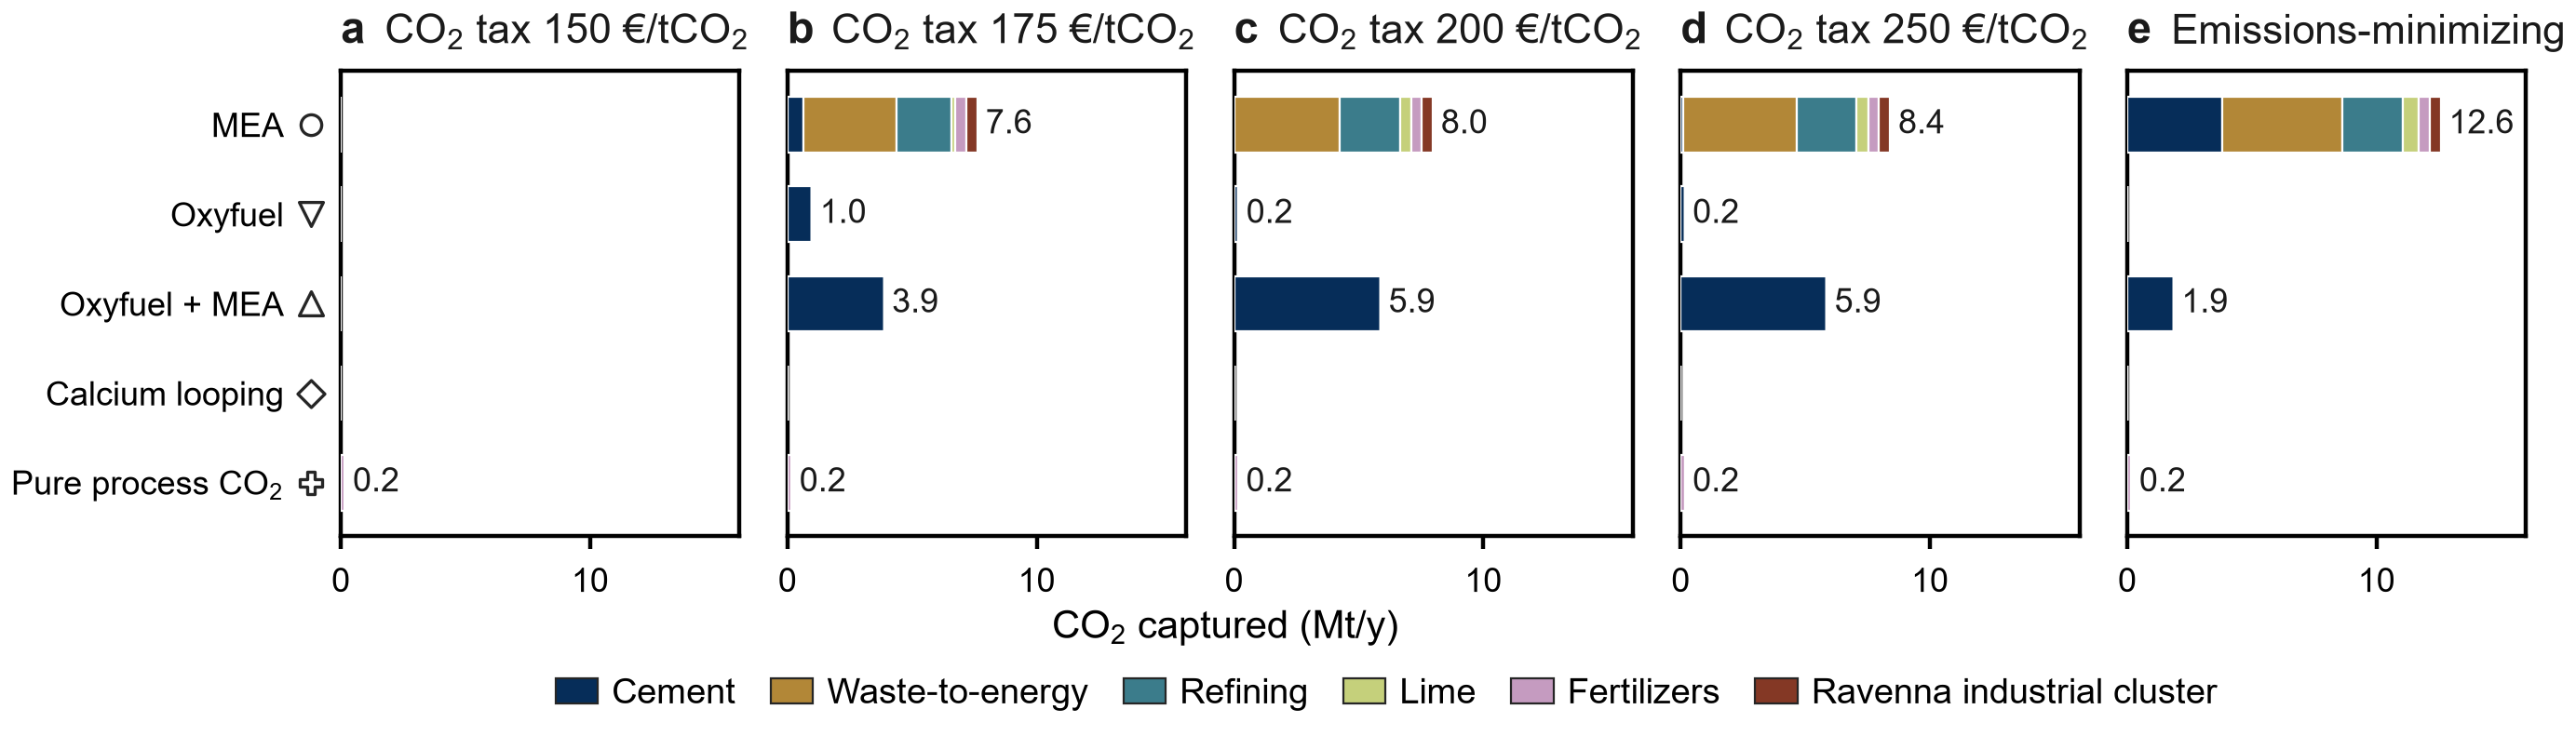 a CO₂ tax 150 €/tCO₂
b CO₂ tax 175 €/tCO₂
c CO₂ tax 200 €/tCO₂
d CO₂ tax 250 €/tCO₂
e Emissions-minimizing
MEA
7.6
8.0
8.4
12.6
Oxyfuel
1.0
0.2
0.2
Oxyfuel + MEA
3.9
5.9
5.9
1.9
Calcium looping
Pure process CO₂
0.2
0.2
0.2
0.2
0.2
0 10
0 10
0 10
0 10
0 10
CO₂ captured (Mt/y)
Cement
Waste-to-energy
Refining
Lime
Fertilizers
Ravenna industrial cluster